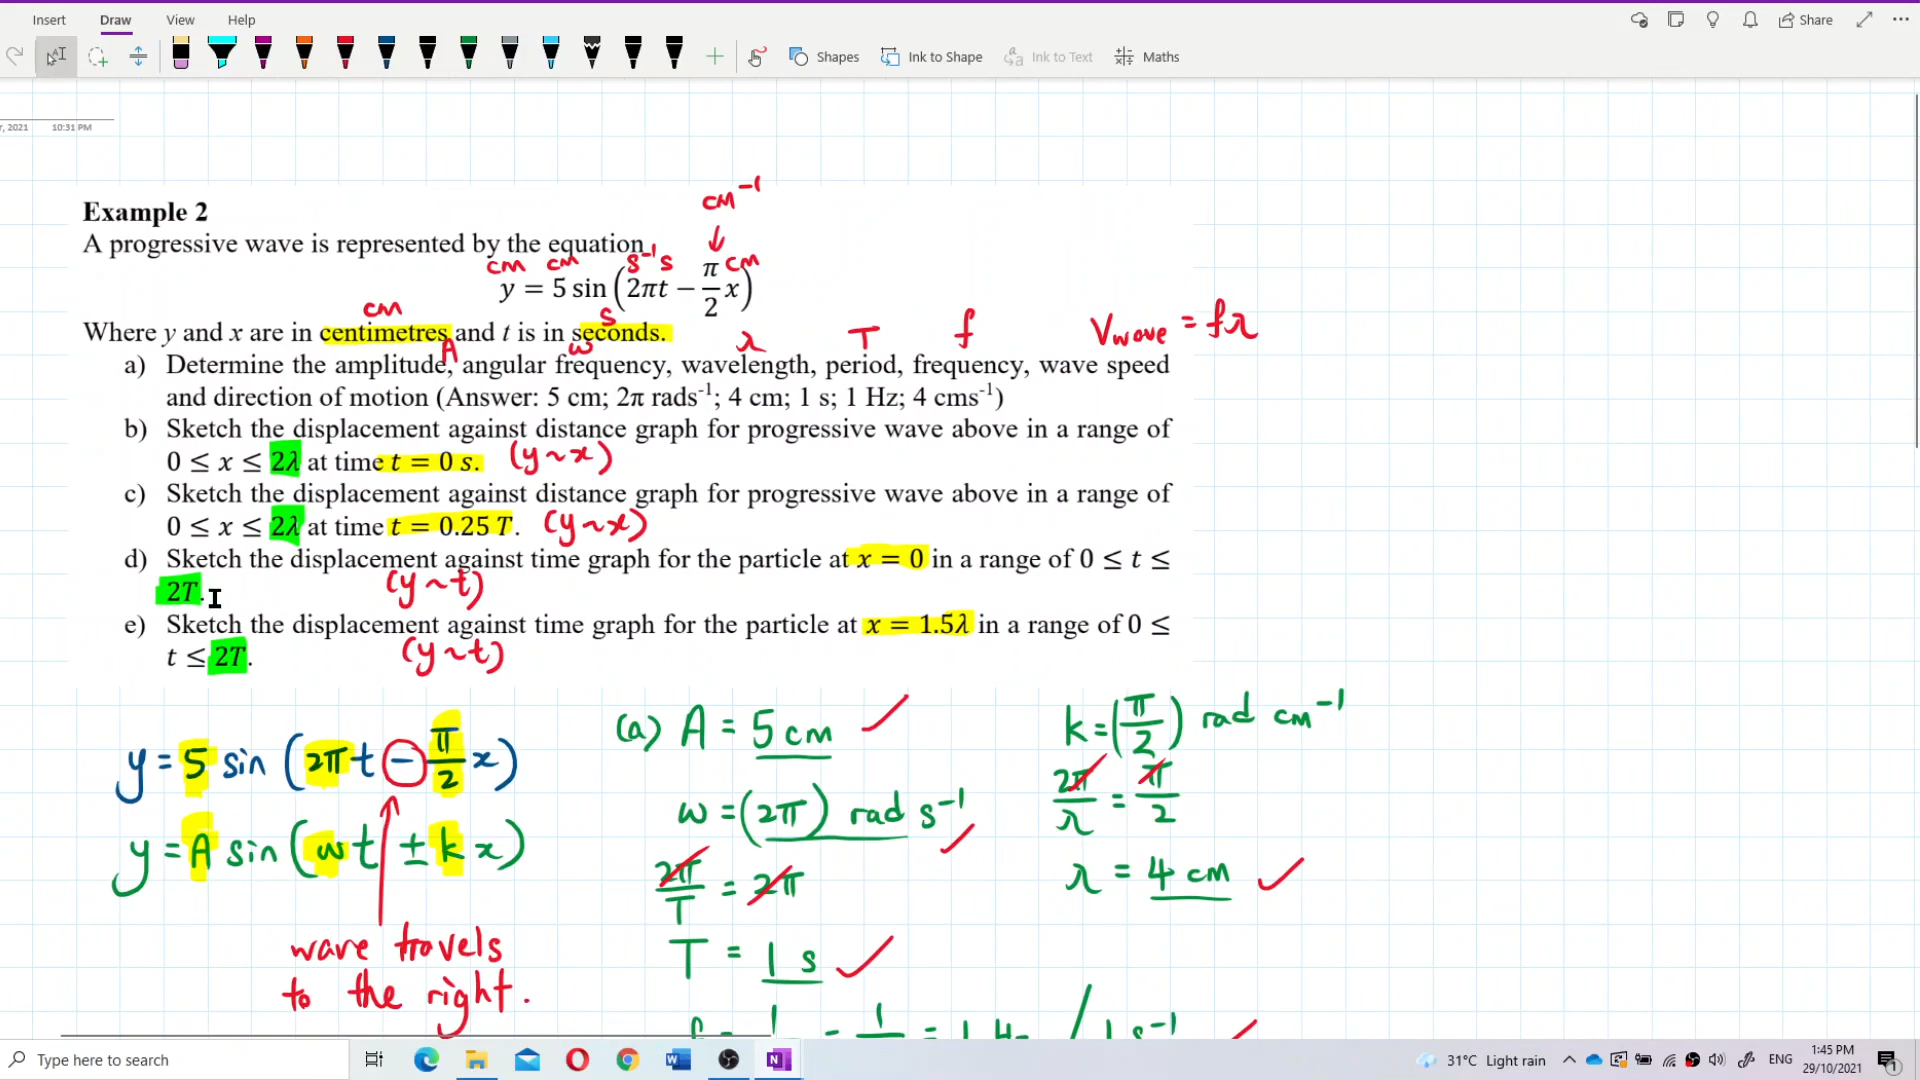 Insert Draw View Help
Share
Shapes Ink to Shape Ink to Text Maths
, 2021 10:31 PM
cm⁻¹
Example 2
A progressive wave is represented by the equation
cm cm s⁻¹ s cm
y = 5 sin (2πt − π/2 x)
cm s
Where y and x are in centimetres and t is in seconds.
A ω λ T f Vwave = fλ
a) Determine the amplitude, angular frequency, wavelength, period, frequency, wave speed
and direction of motion (Answer: 5 cm; 2π rads⁻¹; 4 cm; 1 s; 1 Hz; 4 cms⁻¹)
b) Sketch the displacement against distance graph for progressive wave above in a range of
0 ≤ x ≤ 2λ at time t = 0 s. (y ~ x)
c) Sketch the displacement against distance graph for progressive wave above in a range of
0 ≤ x ≤ 2λ at time t = 0.25 T. (y ~ x)
d) Sketch the displacement against time graph for the particle at x = 0 in a range of 0 ≤ t ≤
2T. (y ~ t)
e) Sketch the displacement against time graph for the particle at x = 1.5λ in a range of 0 ≤
t ≤ 2T. (y ~ t)
y = 5 sin (2π t − π/2 x)
y = A sin (ω t ± k x)
wave travels
to the right.
(a) A = 5 cm
ω = (2π) rad s⁻¹
2π/T = 2π
T = 1 s
k = (π/2) rad cm⁻¹
2π/λ = π/2
λ = 4 cm
Type here to search
31°C Light rain
ENG
1:45 PM
29/10/2021